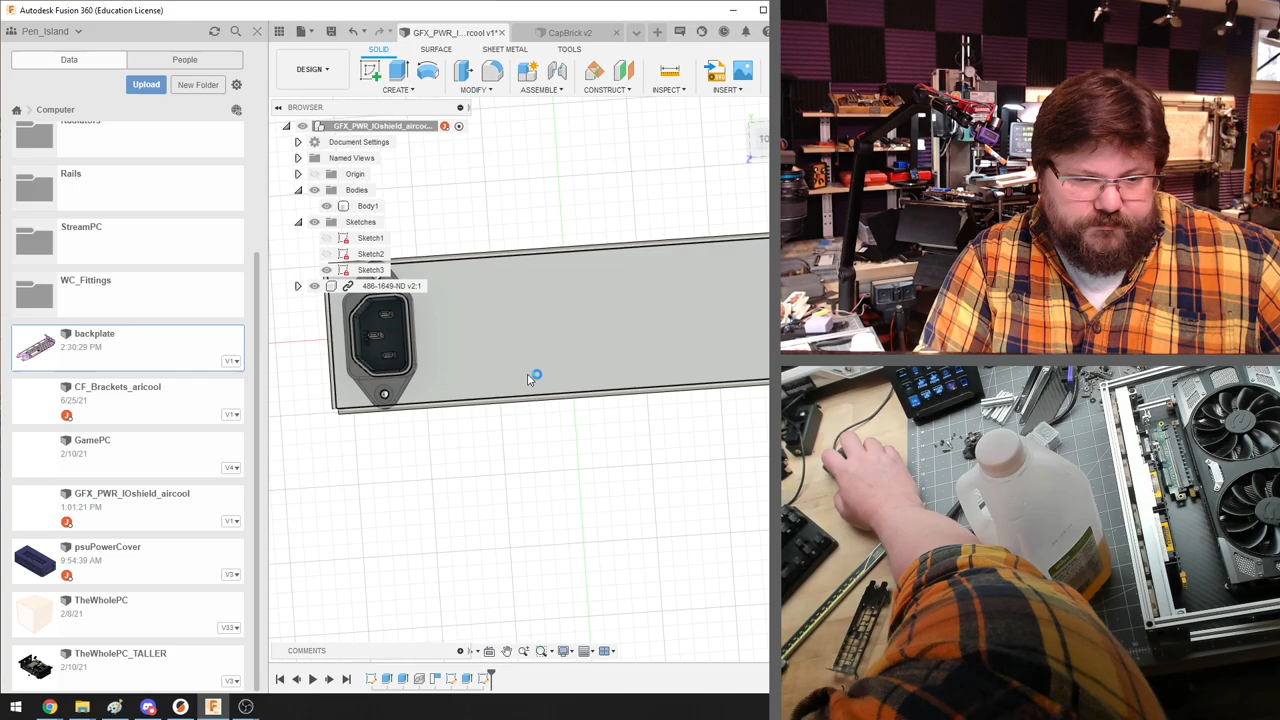 Autodesk Fusion 360 (Education License)
Pen_Island
GFX_PWR_I...rcool v1*
CapBrick v2
Data
People
SOLID
SURFACE
SHEET METAL
TOOLS
DESIGN
Upload
New Folder
CREATE
MODIFY
ASSEMBLE
CONSTRUCT
INSPECT
INSERT
Computer
BROWSER
Radiators
GFX_PWR_IOshield_aircoo...
Document Settings
Named Views
Rails
Origin
Bodies
Body1
StreamPC
Sketches
Sketch1
Sketch2
Sketch3
WC_Fittings
486-1649-ND v2:1
backplate
2:30:29 PM
V1
CF_Brackets_aricool
6/25/21
V1
GamePC
2/10/21
V4
GFX_PWR_IOshield_aircool
1:01:21 PM
V1
psuPowerCover
9:54:39 AM
V3
TheWholePC
2/8/21
V33
TheWholePC_TALLER
2/10/21
V3
COMMENTS